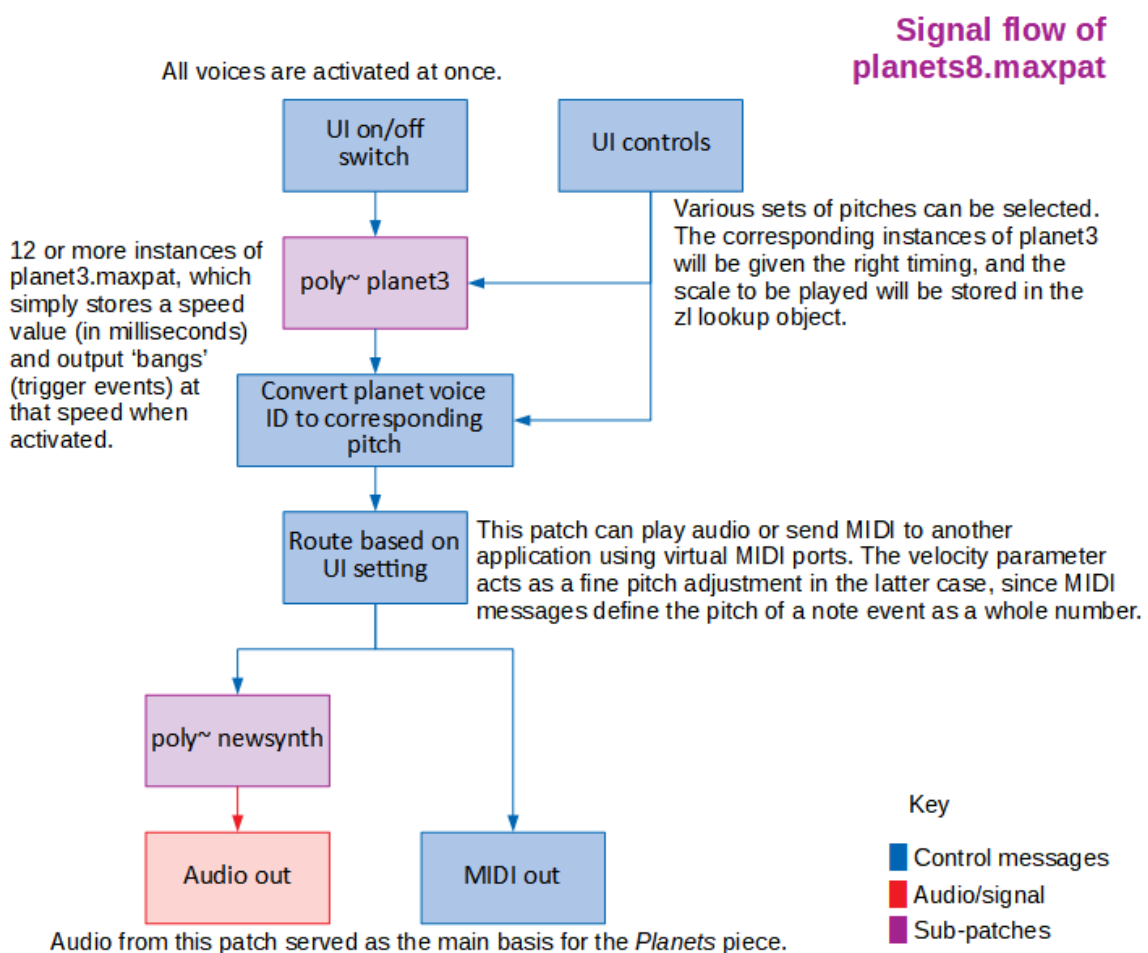 Signal flow of
planets8.maxpat
All voices are activated at once.
UI on/off
switch
UI controls
Various sets of pitches can be selected.
The corresponding instances of planet3
will be given the right timing, and the
scale to be played will be stored in the
zl lookup object.
12 or more instances of
planet3.maxpat, which
simply stores a speed
value (in milliseconds)
and output ‘bangs’
(trigger events) at
that speed when
activated.
poly~ planet3
Convert planet voice
ID to corresponding
pitch
Route based on
UI setting
This patch can play audio or send MIDI to another
application using virtual MIDI ports. The velocity parameter
acts as a fine pitch adjustment in the latter case, since MIDI
messages define the pitch of a note event as a whole number.
poly~ newsynth
Audio out
MIDI out
Key
Control messages
Audio/signal
Sub-patches
Audio from this patch served as the main basis for the Planets piece.